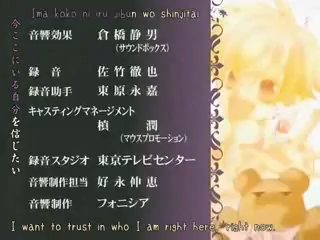 Ima koko ni iru jibun wo shinjitai
今ここにいる自分を信じたい
音響効果 倉橋静男
(サウンドボックス)
録音 佐竹徹也
録音助手 東原永嘉
キャスティングマネージメント
槙潤
(マウスプロモーション)
録音スタジオ 東京テレビセンター
音響制作担当 好永伸恵
音響制作 フォニシア
I want to trust in who I am right here, right now.